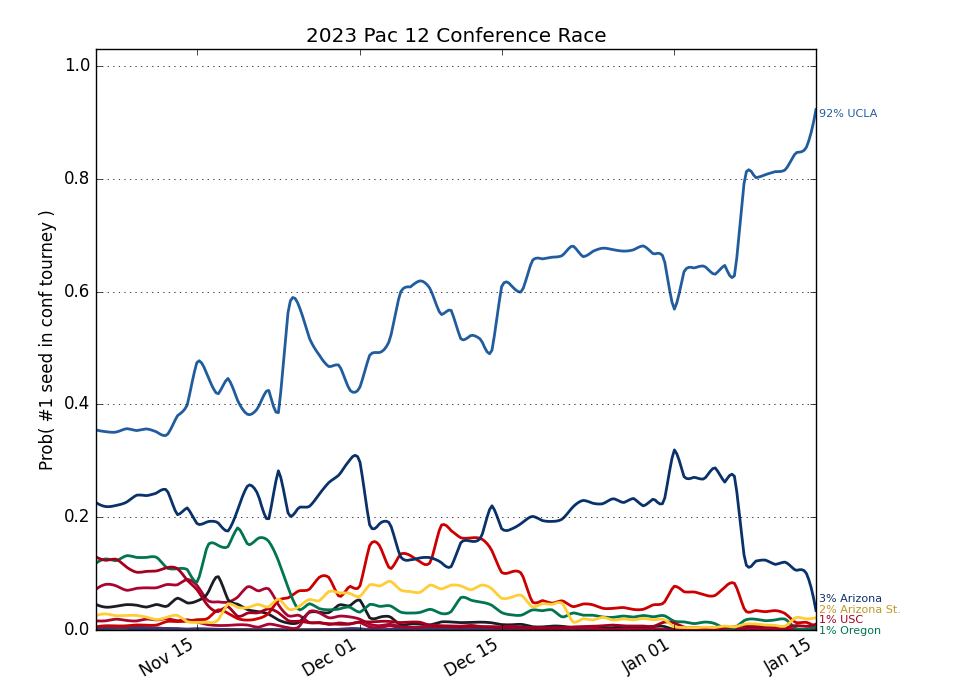 2023 Pac 12 Conference Race
Prob( #1 seed in conf tourney )
1.0
0.8
0.6
0.4
0.2
0.0
Nov 15
Dec 01
Dec 15
Jan 01
Jan 15
92% UCLA
3% Arizona
2% Arizona St.
1% USC
1% Oregon